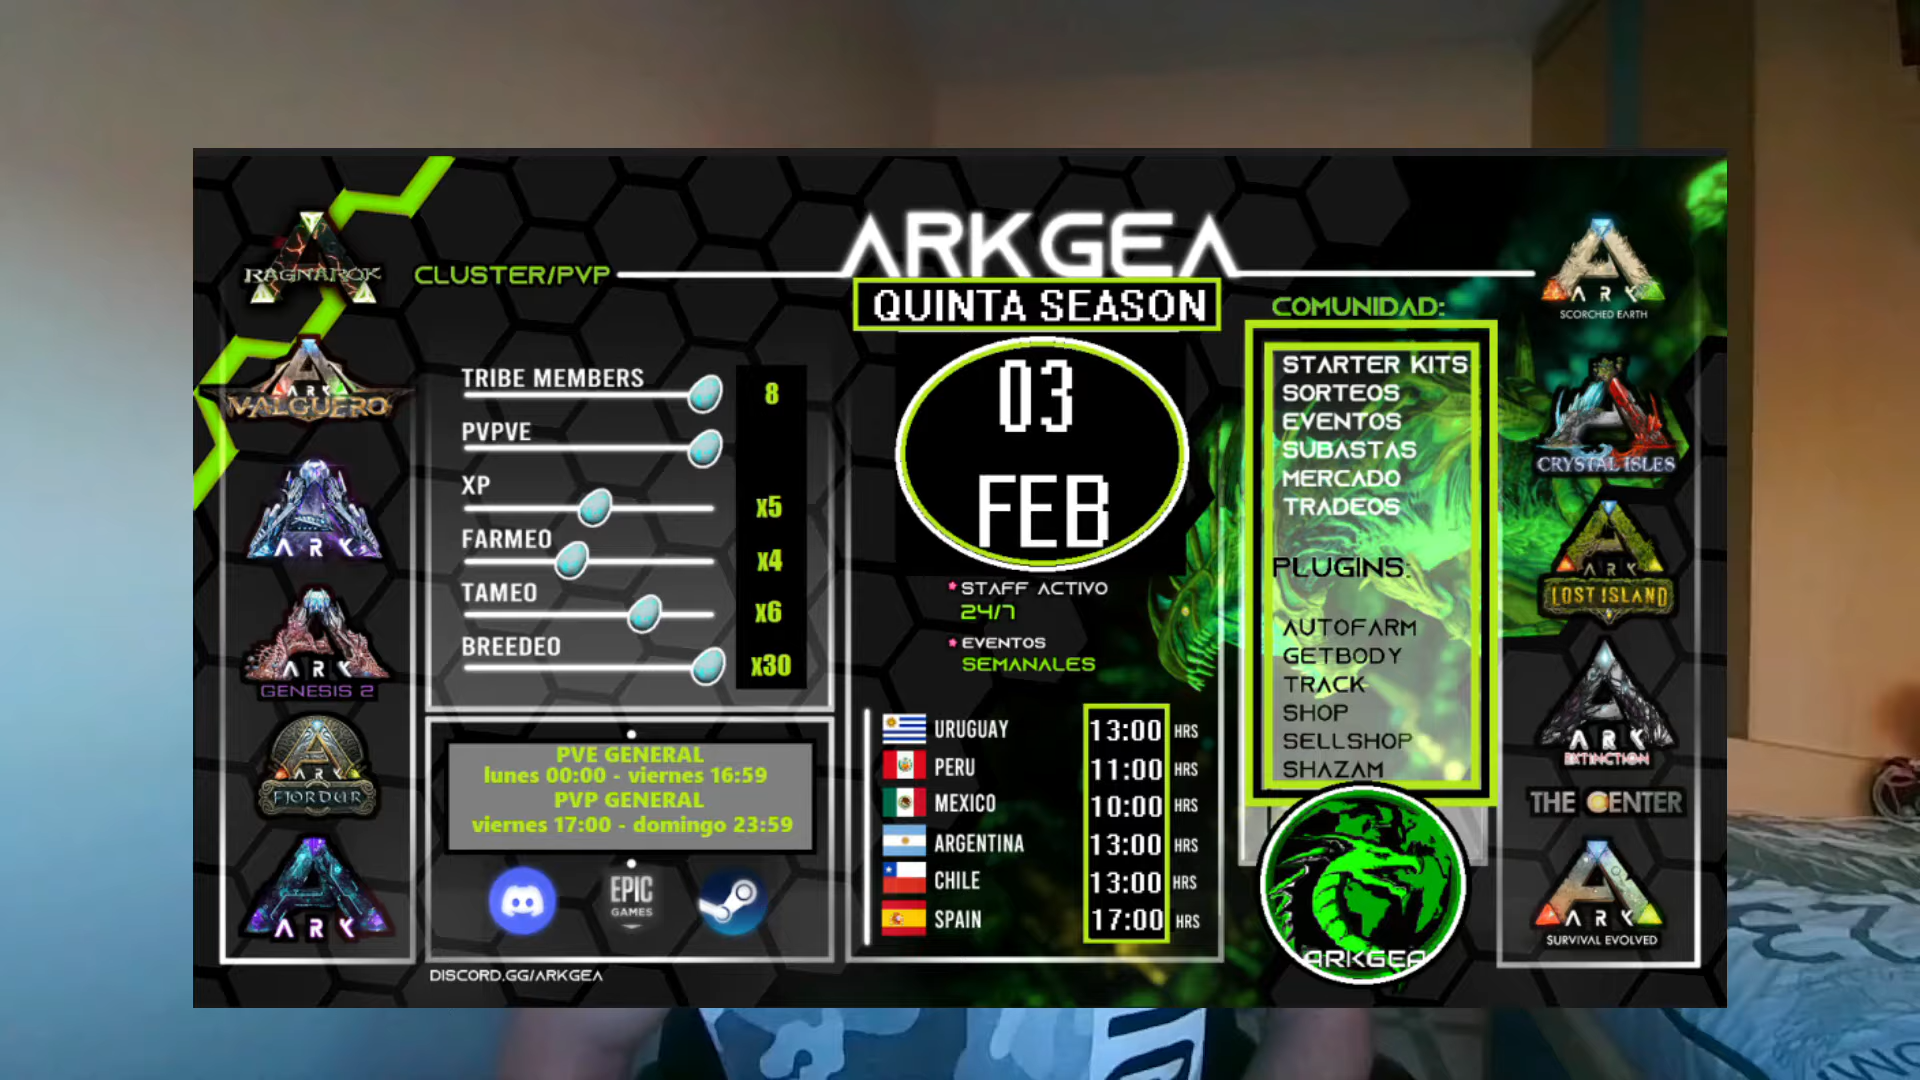 ARKGEA
QUINTA SEASON
CLUSTER/PVP
RAGNAROK
ARK
VALGUERO
ARK
ARK
GENESIS 2
ARK
FJORDUR
ARK
TRIBE MEMBERS 8
PVPVE
XP x5
FARMEO x4
TAMEO x6
BREEDEO x30
PVE GENERAL
lunes 00:00 - viernes 16:59
PVP GENERAL
viernes 17:00 - domingo 23:59
EPIC
GAMES
DISCORD.GG/ARKGEA
03
FEB
* STAFF ACTIVO
24/7
* EVENTOS
SEMANALES
URUGUAY 13:00 HRS
PERU 11:00 HRS
MEXICO 10:00 HRS
ARGENTINA 13:00 HRS
CHILE 13:00 HRS
SPAIN 17:00 HRS
COMUNIDAD:
STARTER KITS
SORTEOS
EVENTOS
SUBASTAS
MERCADO
TRADEOS
PLUGINS:
AUTOFARM
GETBODY
TRACK
SHOP
SELLSHOP
SHAZAM
ARKGEA
ARK
SCORCHED EARTH
CRYSTAL ISLES
ARK
LOST ISLAND
ARK
EXTINCTION
THE CENTER
ARK
SURVIVAL EVOLVED